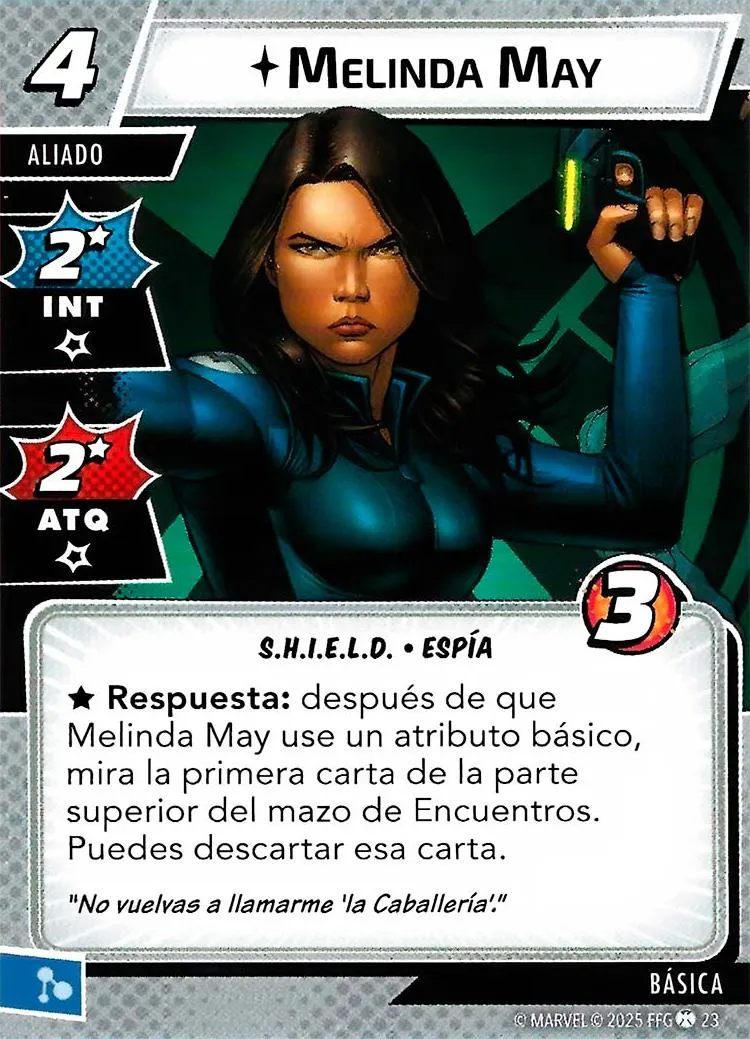 4
MELINDA MAY
ALIADO
2
INT
2
ATQ
3
S.H.I.E.L.D. • ESPÍA
★ Respuesta: después de que
Melinda May use un atributo básico,
mira la primera carta de la parte
superior del mazo de Encuentros.
Puedes descartar esa carta.
"No vuelvas a llamarme 'la Caballería'."
BÁSICA
© MARVEL © 2025 FFG 23